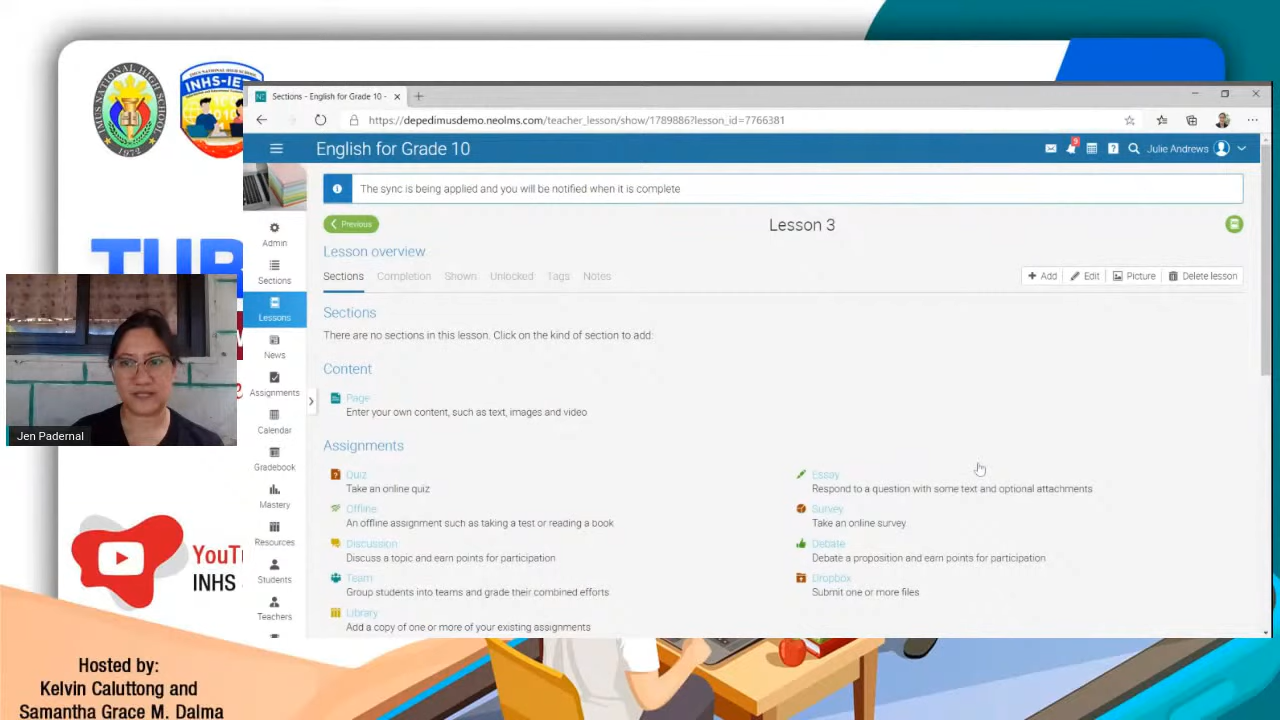 IMUS NATIONAL HIGH SCHOOL
1972
INHS-IET
Sections - English for Grade 10 -
https://depedimusdemo.neolms.com/teacher_lesson/show/1789886?lesson_id=7766381
English for Grade 10
Julie Andrews
The sync is being applied and you will be notified when it is complete
Previous
Lesson 3
Lesson overview
Admin
Sections
Lessons
News
Assignments
Calendar
Gradebook
Mastery
Resources
Students
Teachers
Sections Completion Shown Unlocked Tags Notes
Add Edit Picture Delete lesson
Sections
There are no sections in this lesson. Click on the kind of section to add:
Content
Page
Enter your own content, such as text, images and video
Assignments
Quiz
Take an online quiz
Essay
Respond to a question with some text and optional attachments
Offline
An offline assignment such as taking a test or reading a book
Survey
Take an online survey
Discussion
Discuss a topic and earn points for participation
Debate
Debate a proposition and earn points for participation
Team
Group students into teams and grade their combined efforts
Dropbox
Submit one or more files
Library
Add a copy of one or more of your existing assignments
Jen Padernal
YouT
INHS
Hosted by:
Kelvin Caluttong and
Samantha Grace M. Dalma